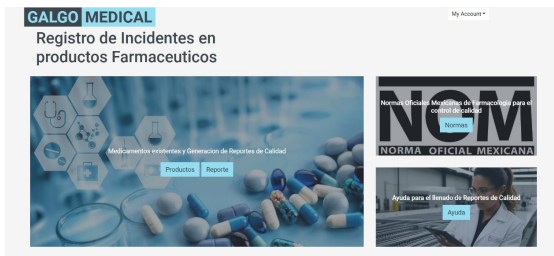 GALGO MEDICAL
My Account
Registro de Incidentes en
productos Farmaceuticos
Medicamentos existentes y Generacion de Reportes de Calidad
Productos Reporte
Normas Oficiales Mexicanas de Farmacologia para el
control de calidad
Normas
NOM
NORMA OFICIAL MEXICANA
Ayuda para el llenado de Reportes de Calidad
Ayuda